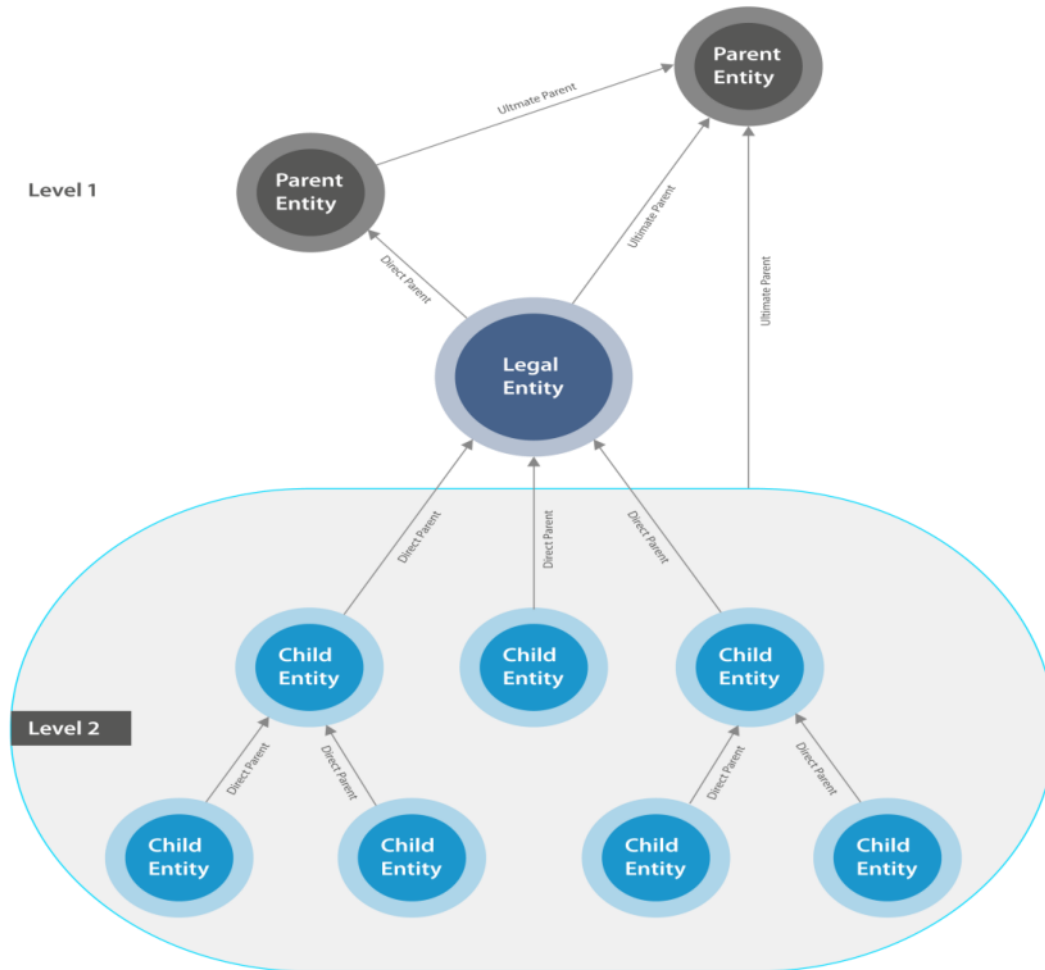 Parent
Entity
Ultmate Parent
Parent
Entity
Level 1
Ultimate Parent
Direct Parent
Ultimate Parent
Legal
Entity
Direct Parent
Direct Parent
Direct Parent
Child
Entity
Child
Entity
Child
Entity
Level 2
Direct Parent
Direct Parent
Direct Parent
Direct Parent
Child
Entity
Child
Entity
Child
Entity
Child
Entity